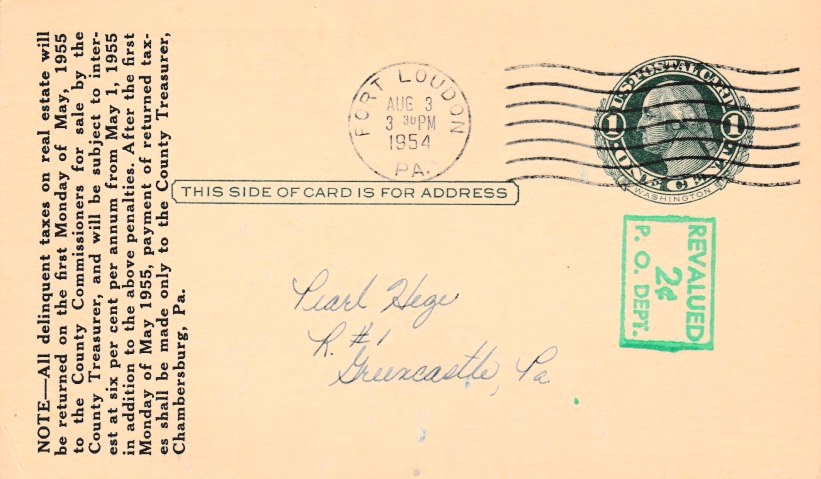 NOTE—All delinquent taxes on real estate will
be returned on the first Monday of May, 1955
to the County Commissioners for sale by the
County Treasurer, and will be subject to inter-
est at six per cent per annum from May 1, 1955
in addition to the above penalties. After the first
Monday of May 1955, payment of returned tax-
es shall be made only to the County Treasurer,
Chambersburg, Pa.
FORT LOUDON
AUG 3
3 30 PM
1954
PA.
U.S. POSTAL CARD
1 1
ONE CENT
WASHINGTON
THIS SIDE OF CARD IS FOR ADDRESS
REVALUED
2¢
P. O. DEPT.
Pearl Hege
R. #1
Greencastle, Pa